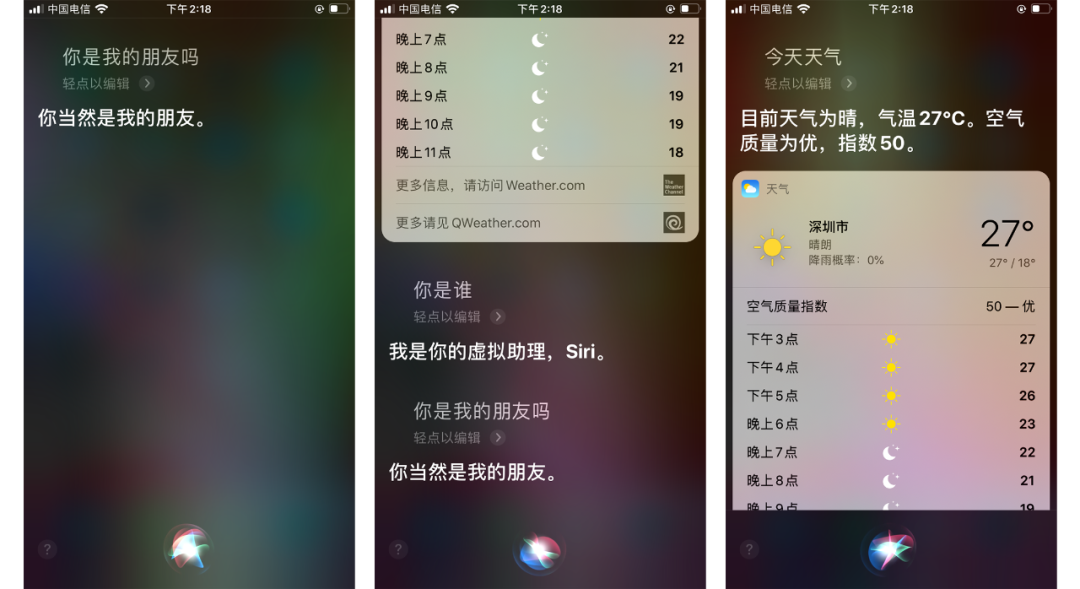 中国电信
下午2:18
你是我的朋友吗
轻点以编辑
你当然是我的朋友。
?
中国电信
下午2:18
晚上7点 22
晚上8点 21
晚上9点 19
晚上10点 19
晚上11点 18
更多信息，请访问 Weather.com
The
Weather
Channel
更多请见 QWeather.com
你是谁
轻点以编辑
我是你的虚拟助理，Siri。
你是我的朋友吗
轻点以编辑
你当然是我的朋友。
?
中国电信
下午2:18
今天天气
轻点以编辑
目前天气为晴，气温27°C。空气
质量为优，指数50。
天气
深圳市 27°
晴朗
降雨概率：0% 27° / 18°
空气质量指数 50 — 优
下午3点 27
下午4点 27
下午5点 26
晚上6点 23
晚上7点 22
晚上8点 21
晚上9点 19
?